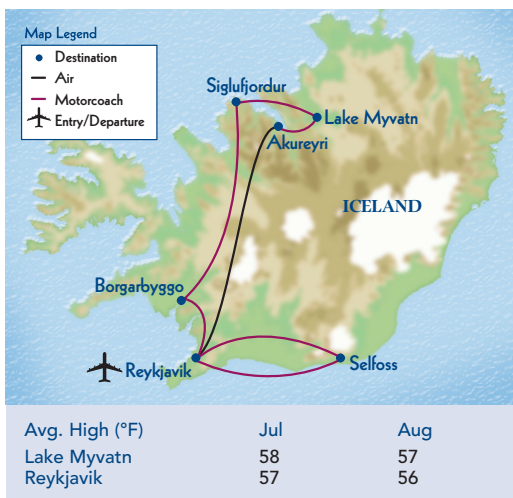 Map Legend
Destination
Air
Motorcoach
Entry/Departure
Siglufjordur
Lake Myvatn
Akureyri
ICELAND
Borgarbyggo
Reykjavik
Selfoss
Avg. High (°F) Jul Aug
Lake Myvatn 58 57
Reykjavik 57 56